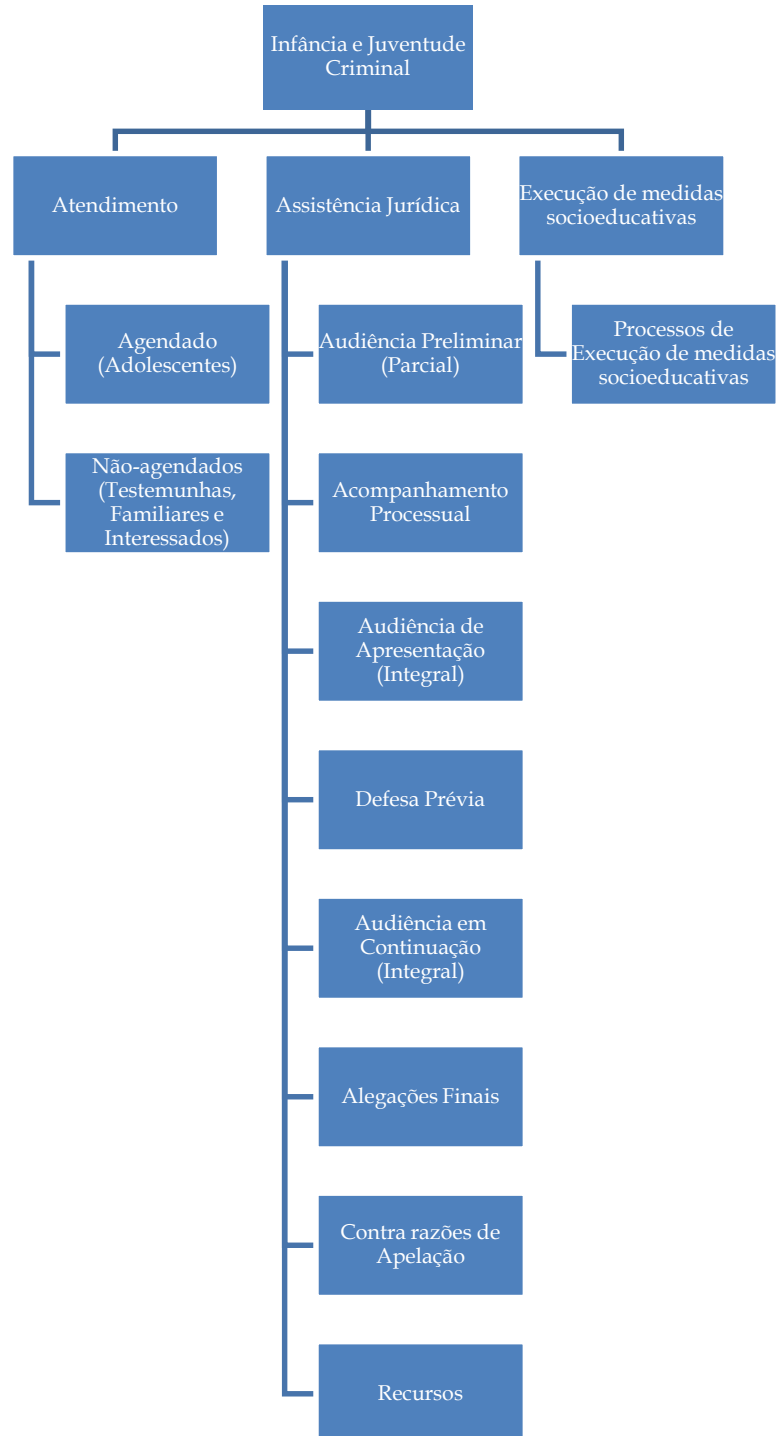 Infância e Juventude
Criminal
Atendimento
Agendado
(Adolescentes)
Não-agendados
(Testemunhas,
Familiares e
Interessados)
Assistência Jurídica
Audiência Preliminar
(Parcial)
Acompanhamento
Processual
Audiência de
Apresentação
(Integral)
Defesa Prévia
Audiência em
Continuação
(Integral)
Alegações Finais
Contra razões de
Apelação
Recursos
Execução de medidas
socioeducativas
Processos de
Execução de medidas
socioeducativas